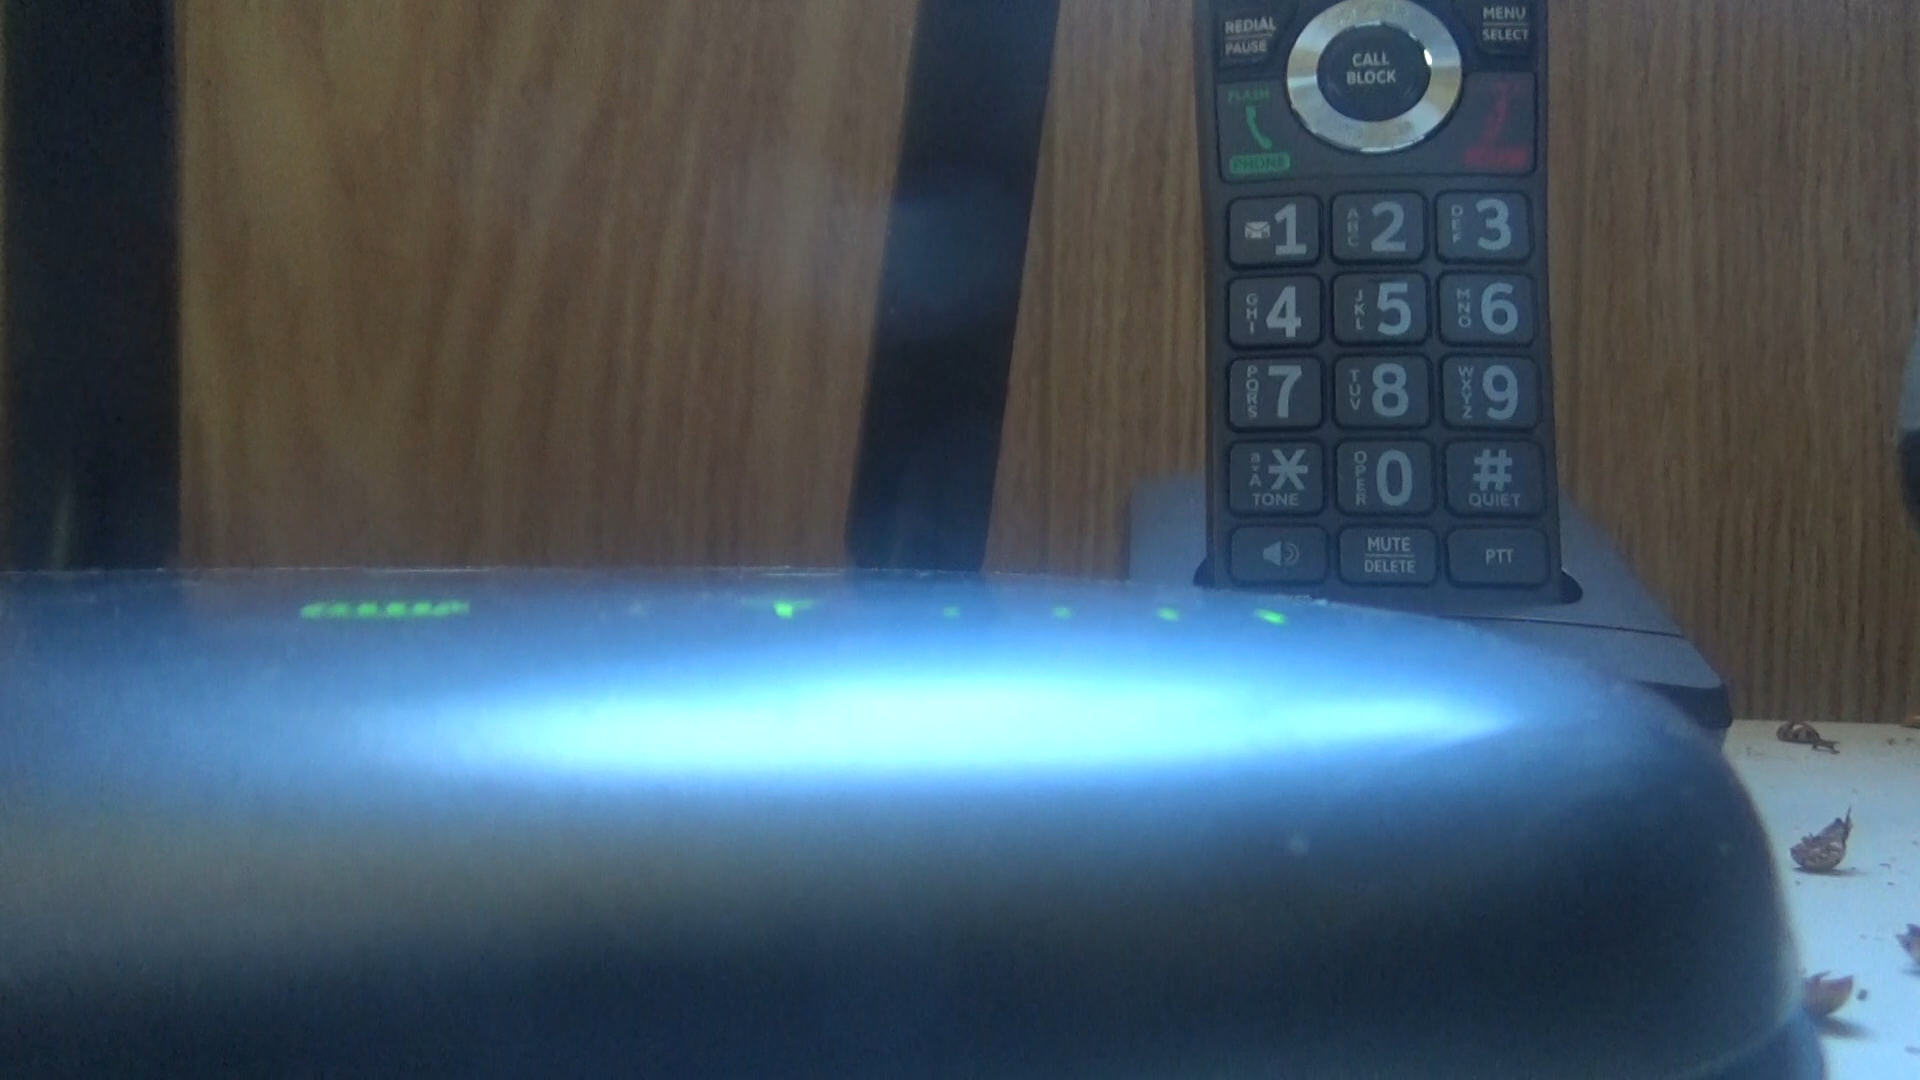 REDIAL
PAUSE
MENU
SELECT
CALL
BLOCK
FLASH
PHONE
1
ABC 2
DEF 3
GHI 4
JKL 5
MNO 6
PQRS 7
TUV 8
WXYZ 9
a▾A *
TONE
OPER 0
#
QUIET
MUTE
DELETE
PTT